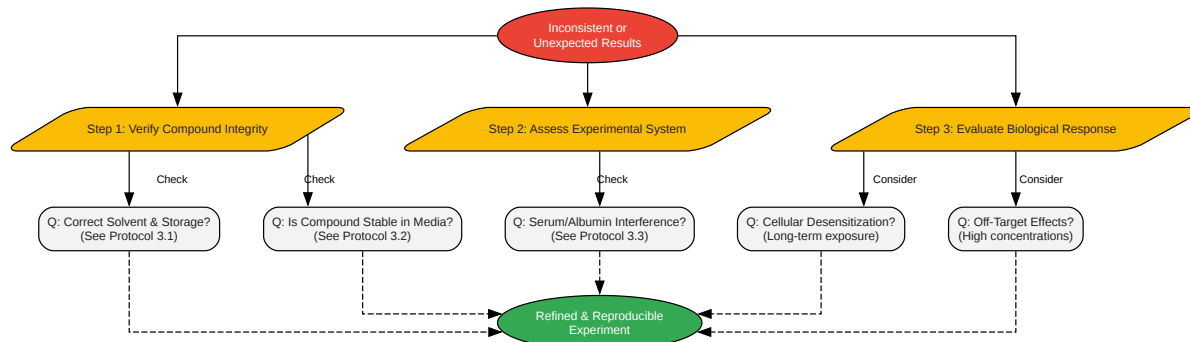 Inconsistent or
Unexpected Results
Step 1: Verify Compound Integrity
Step 2: Assess Experimental System
Step 3: Evaluate Biological Response
Check
Check
Check
Consider
Consider
Q: Correct Solvent & Storage?
(See Protocol 3.1)
Q: Is Compound Stable in Media?
(See Protocol 3.2)
Q: Serum/Albumin Interference?
(See Protocol 3.3)
Q: Cellular Desensitization?
(Long-term exposure)
Q: Off-Target Effects?
(High concentrations)
Refined & Reproducible
Experiment